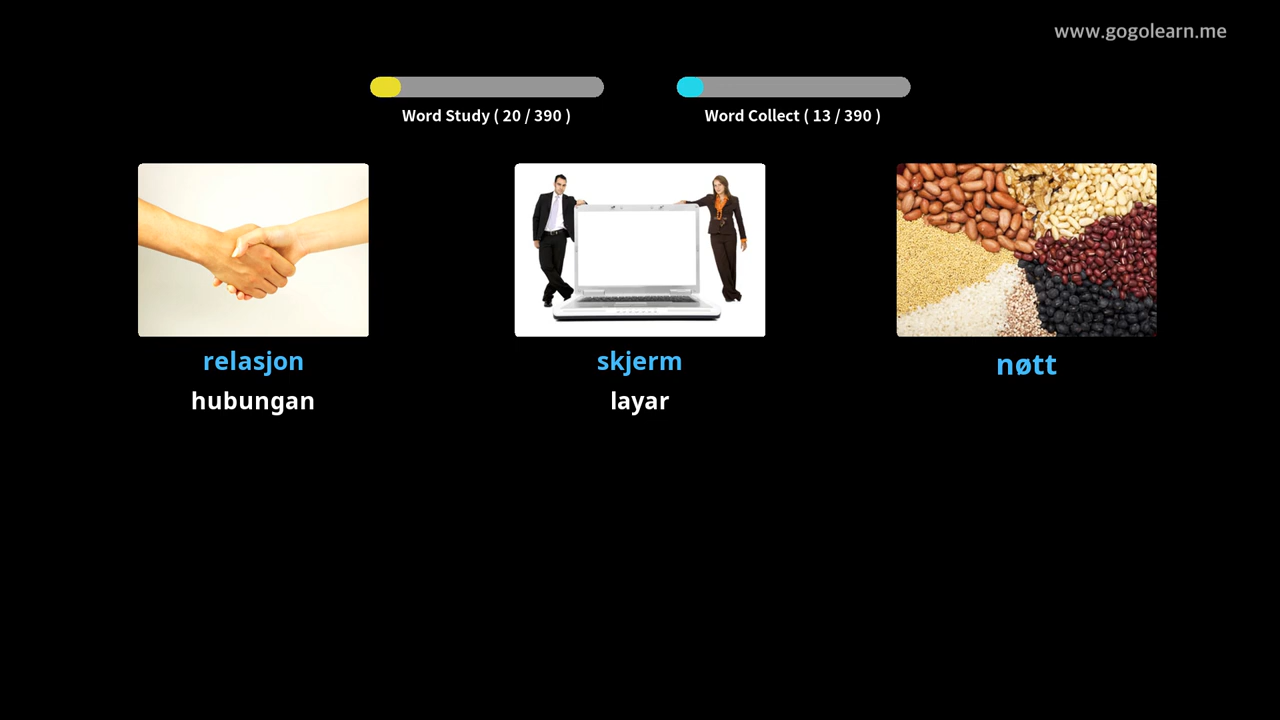 www.gogolearn.me
Word Study ( 20 / 390 )
Word Collect ( 13 / 390 )
relasjon
hubungan
skjerm
layar
nøtt